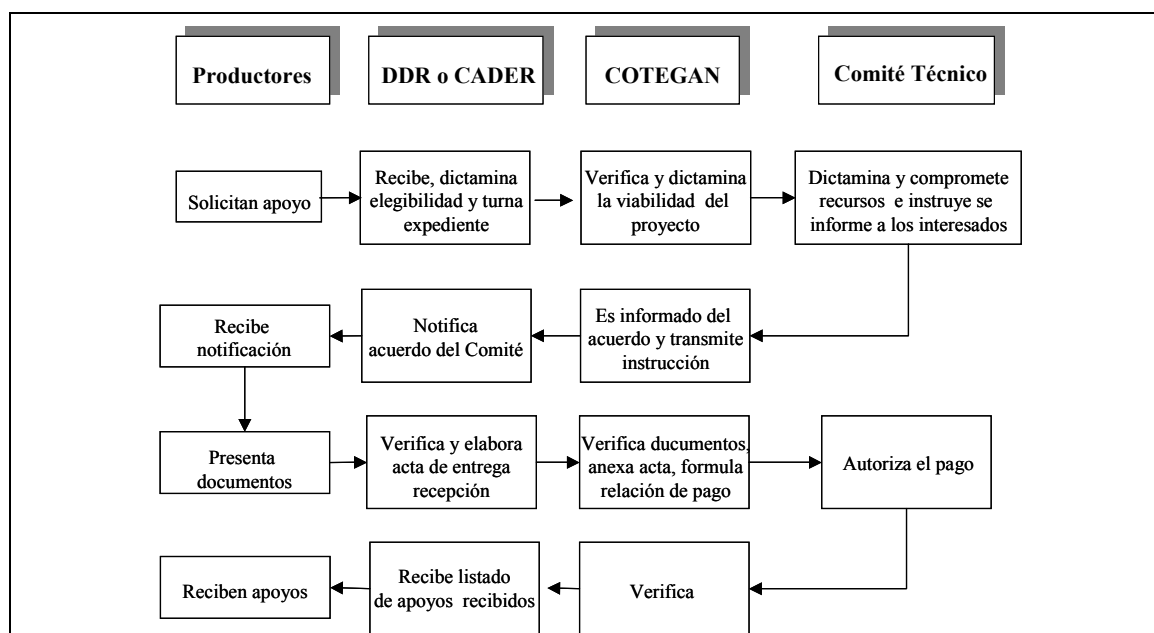 Productores
DDR o CADER
COTEGAN
Comité Técnico
Solicitan apoyo
Recibe, dictamina
elegibilidad y turna
expediente
Verifica y dictamina
la viabilidad del
proyecto
Dictamina y compromete
recursos e instruye se
informe a los interesados
Recibe
notificación
Notifica
acuerdo del Comité
Es informado del
acuerdo y transmite
instrucción
Presenta
documentos
Verifica y elabora
acta de entrega
recepción
Verifica ducumentos,
anexa acta, formula
relación de pago
Autoriza el pago
Reciben apoyos
Recibe listado
de apoyos recibidos
Verifica